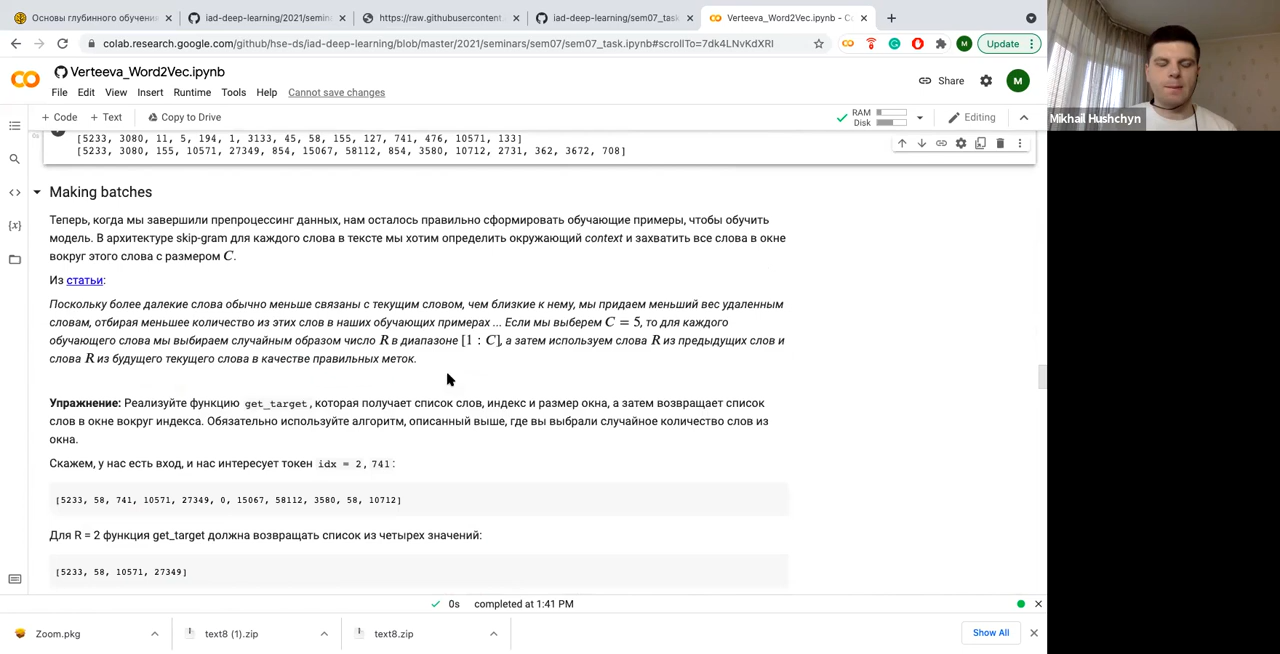 Основы глубинного обучения
iad-deep-learning/2021/semin
https://raw.githubusercontent
iad-deep-learning/sem07_task
Verteeva_Word2Vec.ipynb - Co
colab.research.google.com/github/hse-ds/iad-deep-learning/blob/master/2021/seminars/sem07/sem07_task.ipynb#scrollTo=7dk4LNvKdXRI
M
Update
Verteeva_Word2Vec.ipynb
Share
M
File Edit View Insert Runtime Tools Help Cannot save changes
Mikhail Hushchyn
+ Code + Text Copy to Drive
RAM
Disk
Editing
0s
[5233, 3080, 11, 5, 194, 1, 3133, 45, 58, 155, 127, 741, 476, 10571, 133]
[5233, 3080, 155, 10571, 27349, 854, 15067, 58112, 854, 3580, 10712, 2731, 362, 3672, 708]
Making batches
Теперь, когда мы завершили препроцессинг данных, нам осталось правильно сформировать обучающие примеры, чтобы обучить
модель. В архитектуре skip-gram для каждого слова в тексте мы хотим определить окружающий context и захватить все слова в окне
вокруг этого слова с размером C.
Из статьи:
Поскольку более далекие слова обычно меньше связаны с текущим словом, чем близкие к нему, мы придаем меньший вес удаленным
словам, отбирая меньшее количество из этих слов в наших обучающих примерах ... Если мы выберем C = 5, то для каждого
обучающего слова мы выбираем случайным образом число R в диапазоне [1 : C], а затем используем слова R из предыдущих слов и
слова R из будущего текущего слова в качестве правильных меток.
Упражнение: Реализуйте функцию get_target, которая получает список слов, индекс и размер окна, а затем возвращает список
слов в окне вокруг индекса. Обязательно используйте алгоритм, описанный выше, где вы выбрали случайное количество слов из
окна.
Скажем, у нас есть вход, и нас интересует токен idx = 2, 741:
[5233, 58, 741, 10571, 27349, 0, 15067, 58112, 3580, 58, 10712]
Для R = 2 функция get_target должна возвращать список из четырех значений:
[5233, 58, 10571, 27349]
0s completed at 1:41 PM
Zoom.pkg
text8 (1).zip
text8.zip
Show All